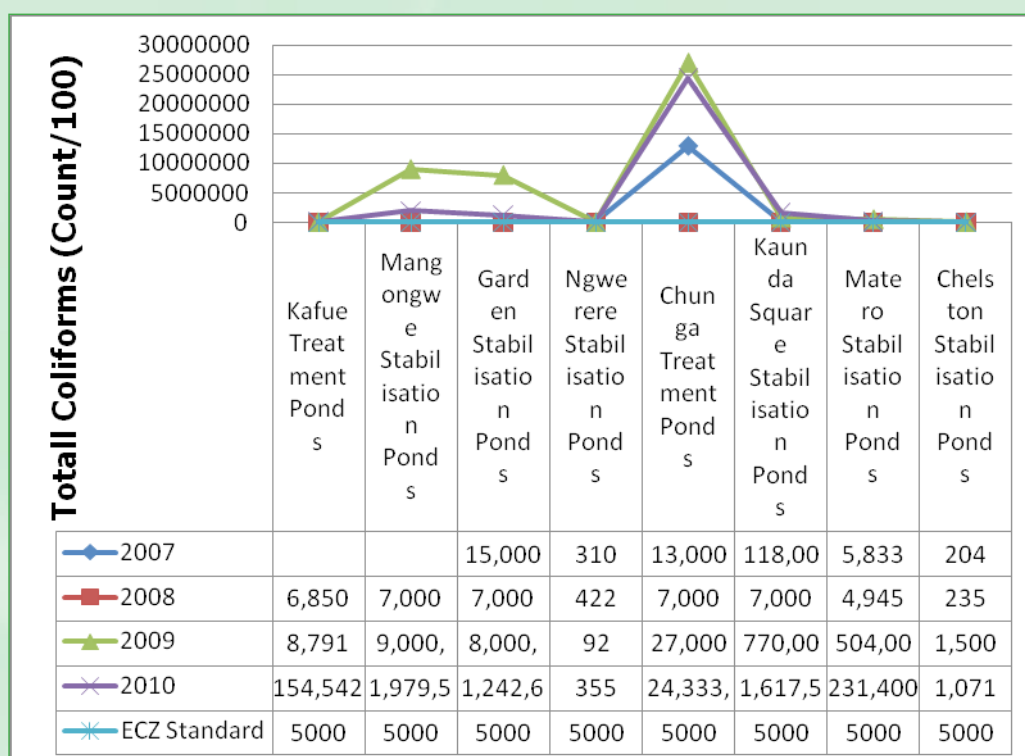 Totall Coliforms (Count/100)
30000000
25000000
20000000
15000000
10000000
5000000
0
Kafue
Treat
ment
Pond
s
Mang
ongw
e
Stabil
isatio
n
Pond
s
Gard
en
Stabil
isatio
n
Pond
s
Ngwe
rere
Stabil
isatio
n
Pond
s
Chun
ga
Treat
ment
Pond
s
Kaun
da
Squar
e
Stabil
isatio
n
Pond
s
Mate
ro
Stabil
isatio
n
Pond
s
Chels
ton
Stabil
isatio
n
Pond
s
2007 15,000 310 13,000 118,00 5,833 204
2008 6,850 7,000 7,000 422 7,000 7,000 4,945 235
2009 8,791 9,000, 8,000, 92 27,000 770,00 504,00 1,500
2010 154,542 1,979,5 1,242,6 355 24,333, 1,617,5 231,400 1,071
ECZ Standard 5000 5000 5000 5000 5000 5000 5000 5000